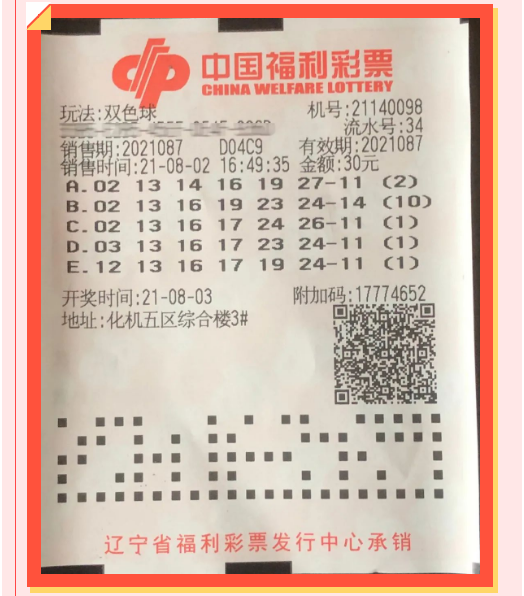 中国福利彩票
CHINA WELFARE LOTTERY
玩法:双色球 机号:21140098
流水号:34
销售期:2021087 D04C9 有效期:2021087
销售时间:21-08-02 16:49:35 金额:30元
A.02 13 14 16 19 27-11 (2)
B.02 13 16 19 23 24-14 (10)
C.02 13 16 17 24 26-11 (1)
D.03 13 16 17 23 24-11 (1)
E.12 13 16 17 19 24-11 (1)
开奖时间:21-08-03 附加码:17774652
地址:化机五区综合楼3#
辽宁省福利彩票发行中心承销